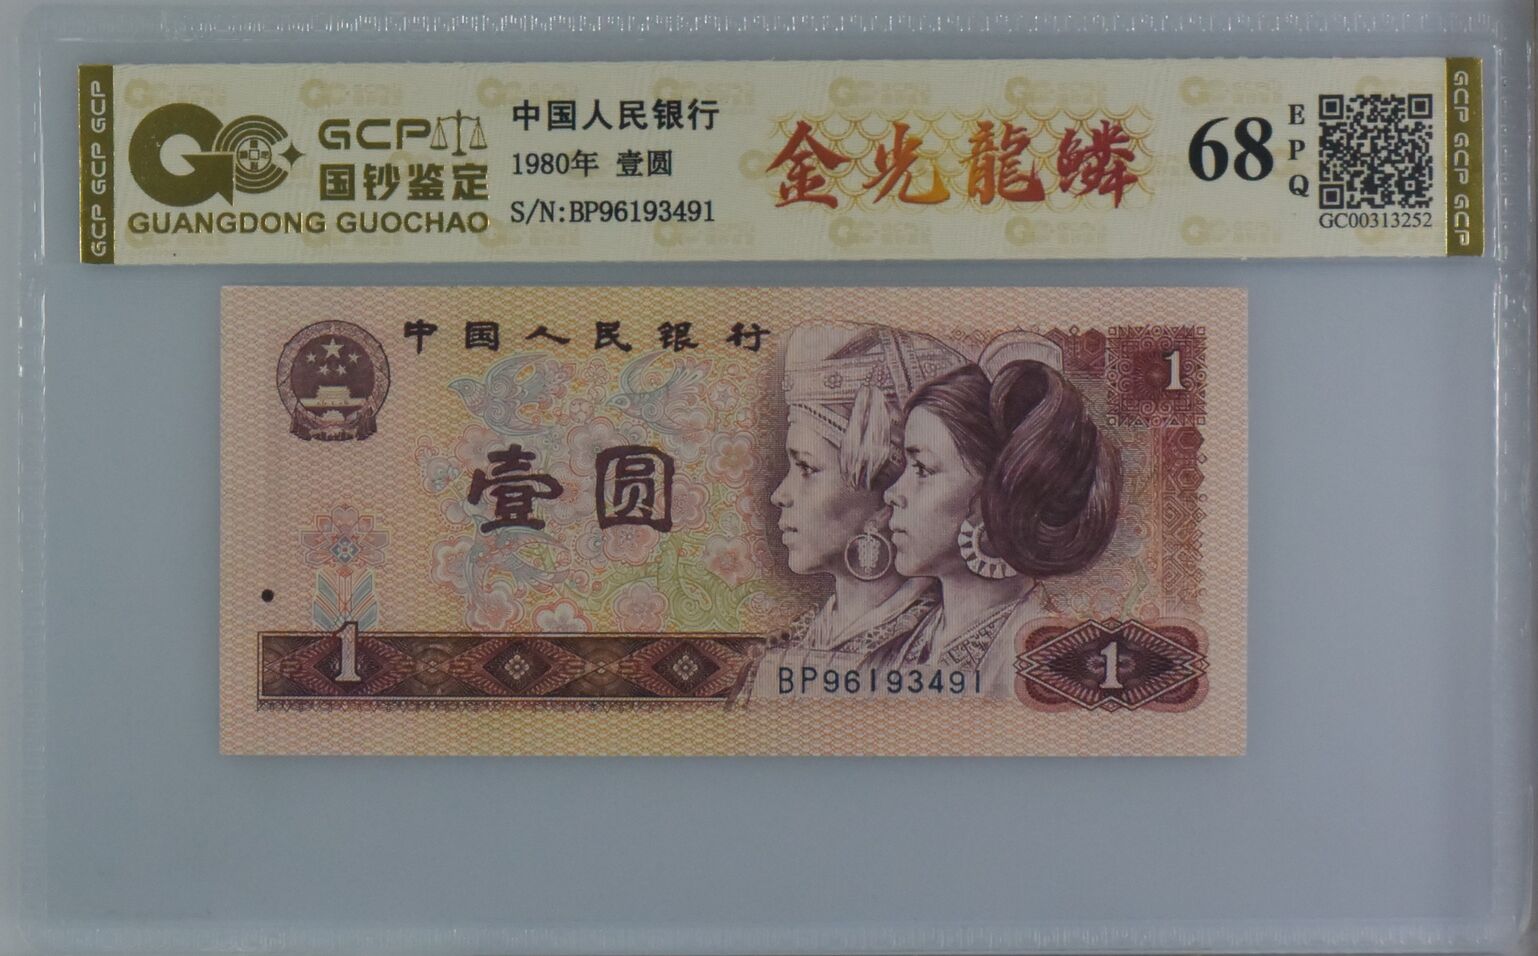 GCP GCP GCP
GCP
国钞鉴定
GUANGDONG GUOCHAO
中国人民银行
1980年 壹圆
S/N:BP96193491
金光龍鳞
68
EPQ
GC00313252
GCP GCP GCP
中国人民银行
1
壹圆
1
BP96193491
1